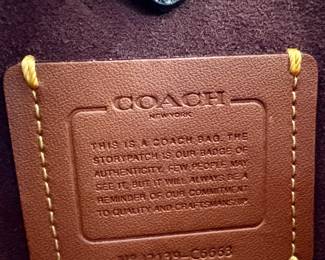 COACH
NEW YORK
THIS IS A COACH BAG. THE
STORYPATCH IS OUR BADGE OF
AUTHENTICITY. FEW PEOPLE MAY
SEE IT, BUT IT WILL ALWAYS BE A
REMINDER OF OUR COMMITMENT
TO QUALITY AND CRAFTSMANSHIP.
-C6663